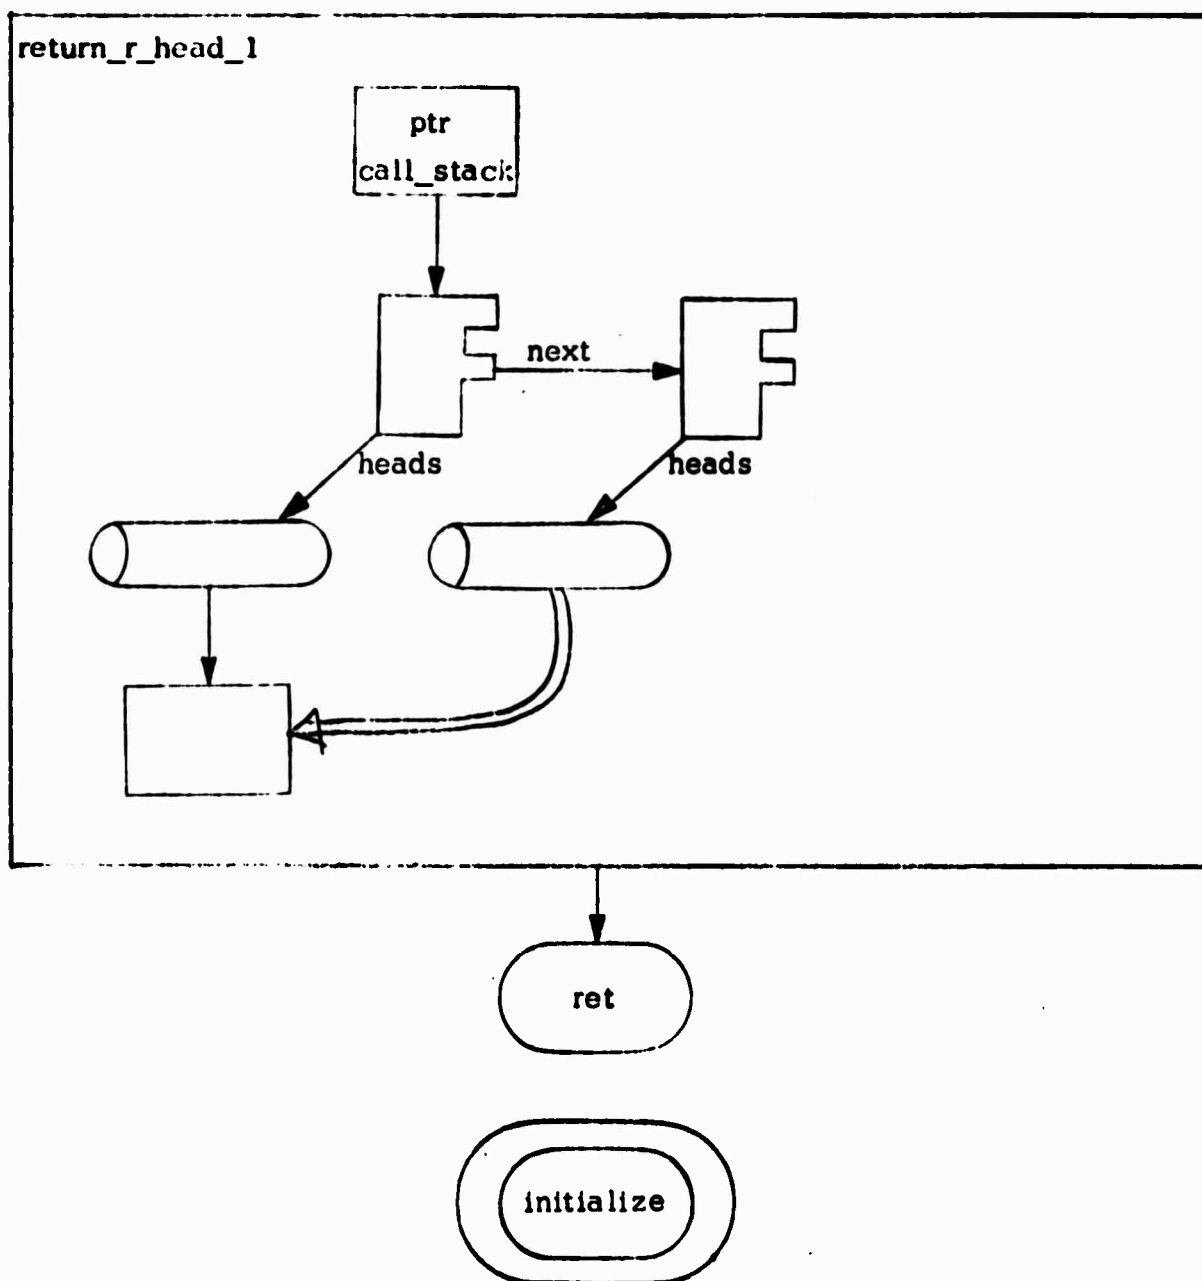 return_r_head_1
ptr
call_stack
next
heads
heads
ret
initialize